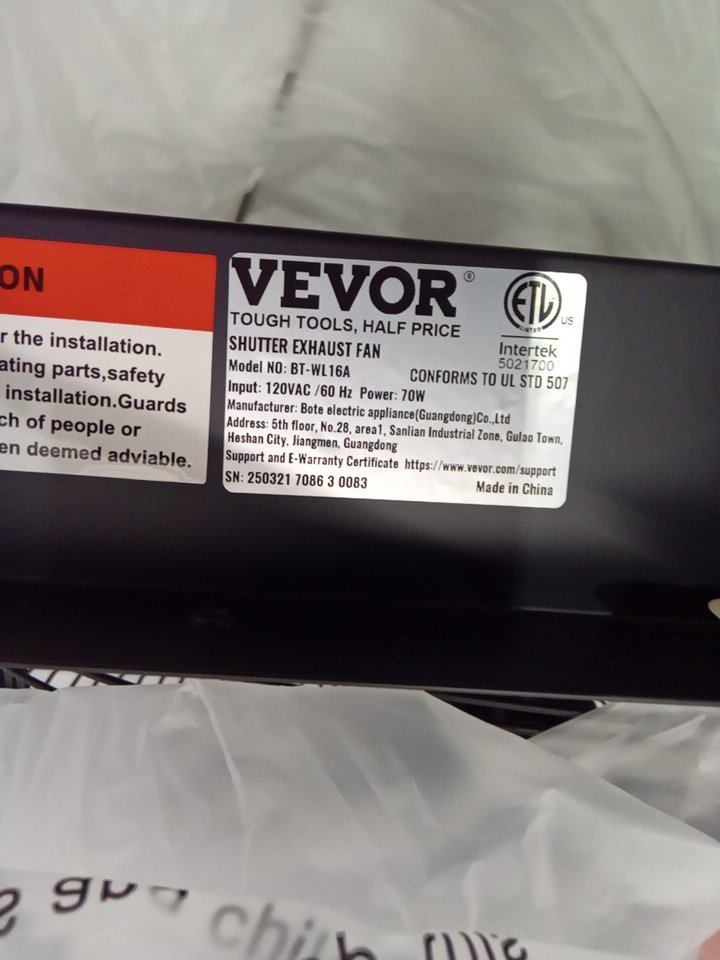 ON
r the installation.
ating parts,safety
installation.Guards
ch of people or
en deemed adviable.
VEVOR®
TOUGH TOOLS, HALF PRICE
SHUTTER EXHAUST FAN
Model NO: BT-WL16A
Input: 120VAC /60 Hz Power: 70W
ETL US
LISTED
Intertek
5021700
CONFORMS TO UL STD 507
Manufacturer: Bote electric appliance(Guangdong)Co.,Ltd
Address: 5th floor, No.28, area1, Sanlian Industrial Zone, Gulao Town,
Heshan City, Jiangmen, Guangdong
Support and E-Warranty Certificate https://www.vevor.com/support
SN: 250321 7086 3 0083
Made in China